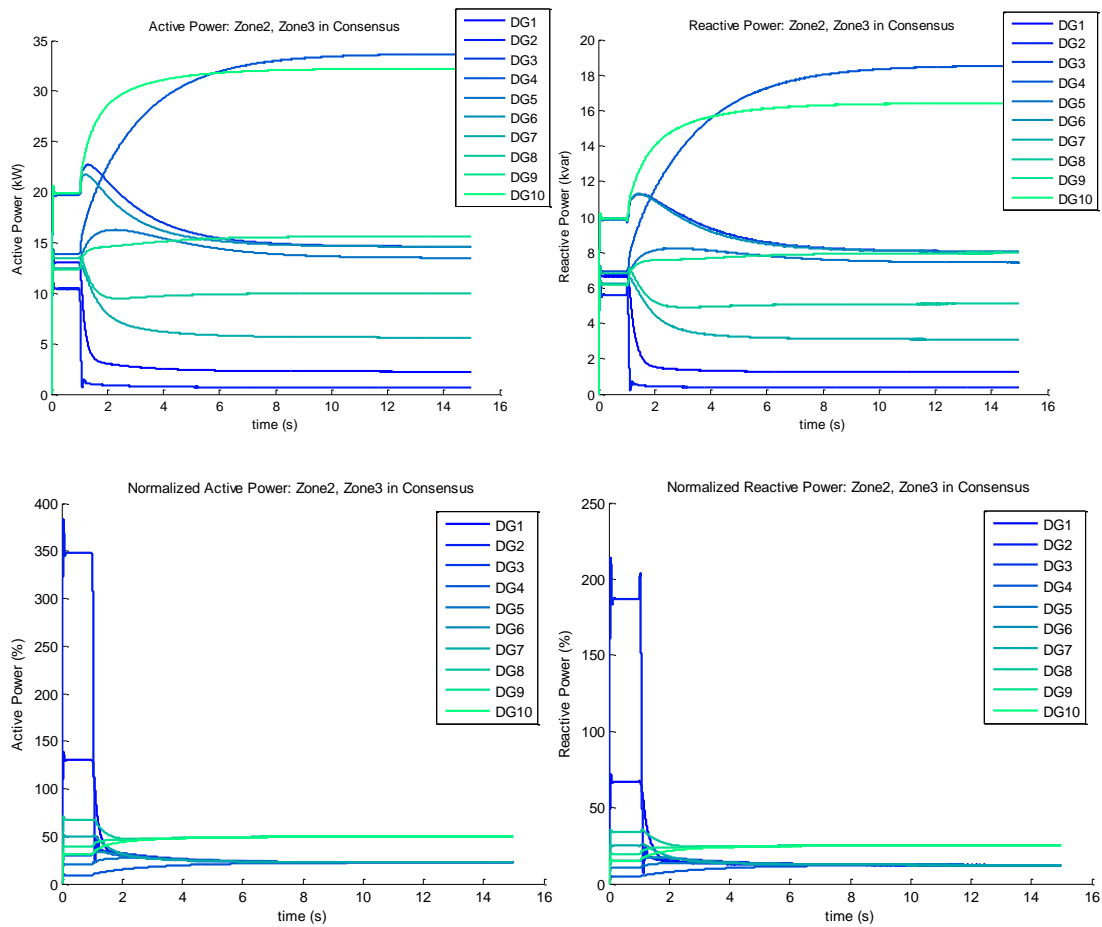 Active Power: Zone2, Zone3 in Consensus
Active Power (kW)
35
30
25
20
15
10
5
0
0 2 4 6 8 10 12 14 16
time (s)
DG1
DG2
DG3
DG4
DG5
DG6
DG7
DG8
DG9
DG10
Reactive Power: Zone2, Zone3 in Consensus
Reactive Power (kvar)
20
18
16
14
12
10
8
6
4
2
0
0 2 4 6 8 10 12 14 16
time (s)
DG1
DG2
DG3
DG4
DG5
DG6
DG7
DG8
DG9
DG10
Normalized Active Power: Zone2, Zone3 in Consensus
Active Power (%)
400
350
300
250
200
150
100
50
0
0 2 4 6 8 10 12 14 16
time (s)
DG1
DG2
DG3
DG4
DG5
DG6
DG7
DG8
DG9
DG10
Normalized Reactive Power: Zone2, Zone3 in Consensus
Reactive Power (%)
250
200
150
100
50
0
0 2 4 6 8 10 12 14 16
time (s)
DG1
DG2
DG3
DG4
DG5
DG6
DG7
DG8
DG9
DG10